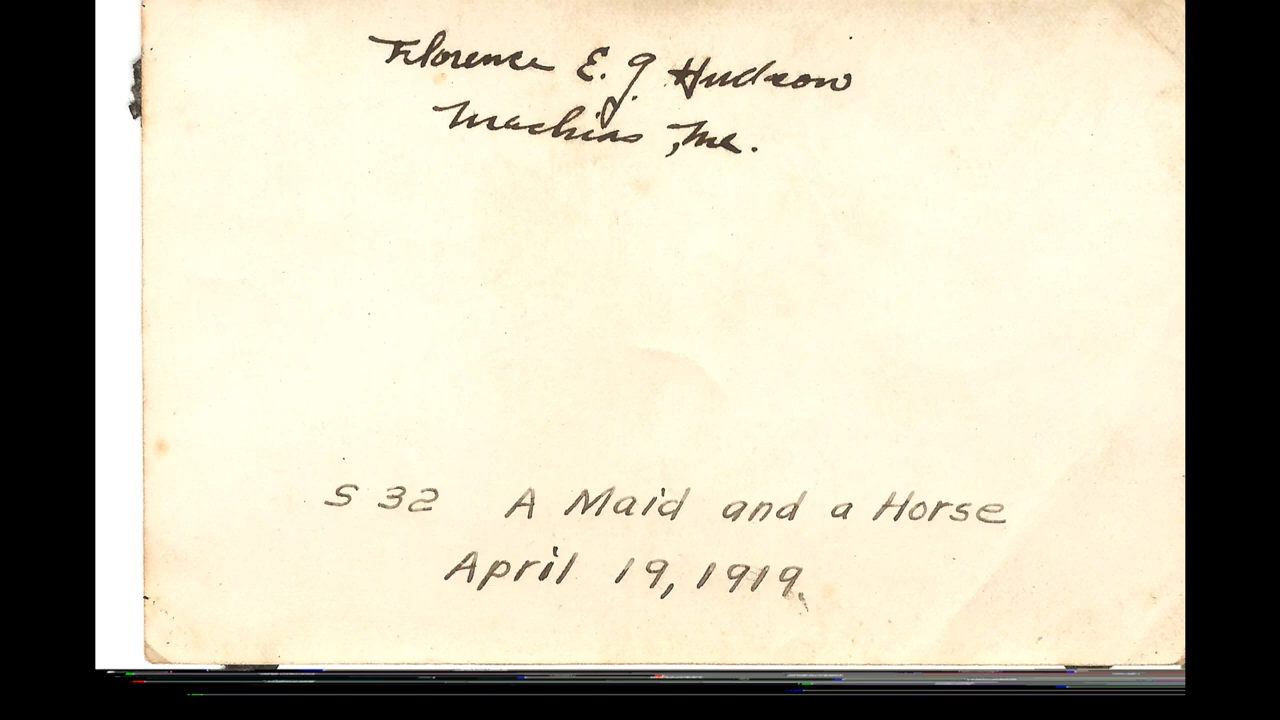 Florence E. G. Hudson
Machias, Me.
S 32 A Maid and a Horse
April 19, 1919.